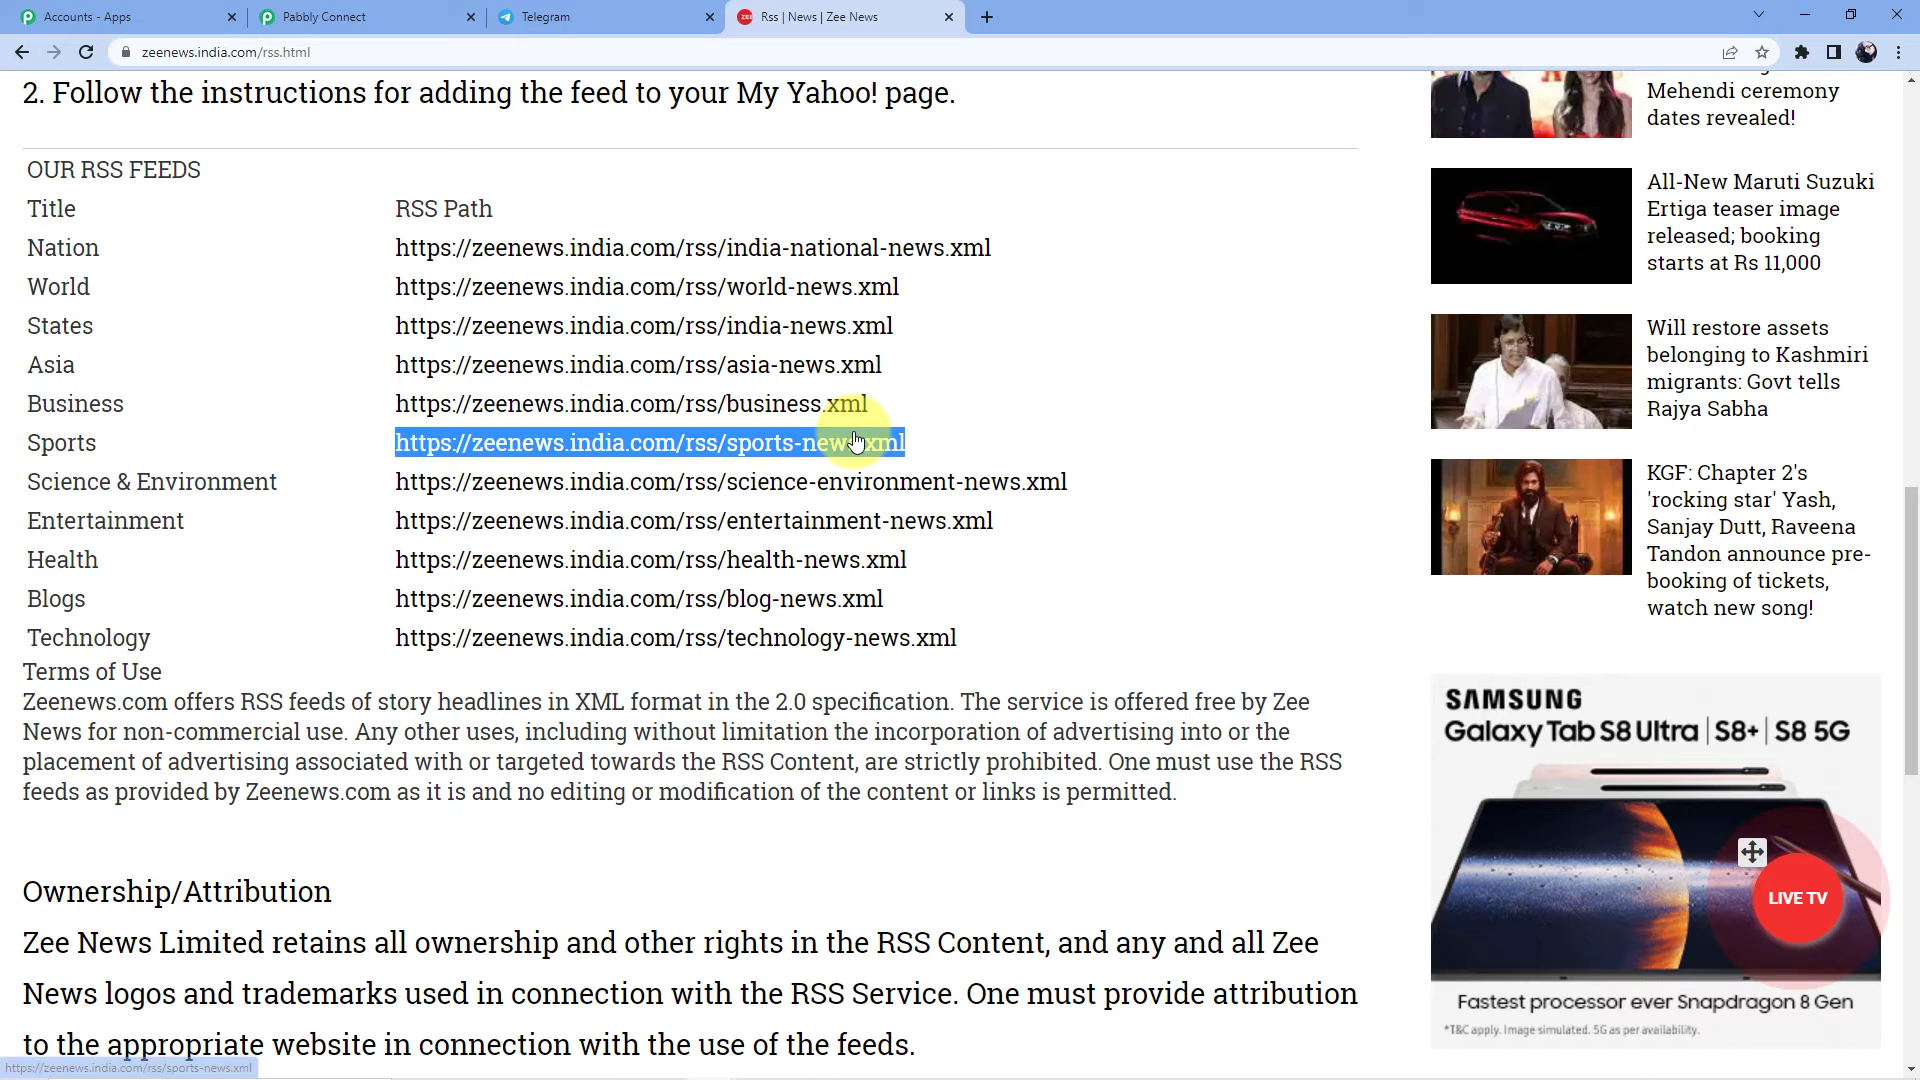 Accounts - Apps
Pabbly Connect
Telegram
Rss | News | Zee News
zeenews.india.com/rss.html
2. Follow the instructions for adding the feed to your My Yahoo! page.
OUR RSS FEEDS
Title RSS Path
Nation https://zeenews.india.com/rss/india-national-news.xml
World https://zeenews.india.com/rss/world-news.xml
States https://zeenews.india.com/rss/india-news.xml
Asia https://zeenews.india.com/rss/asia-news.xml
Business https://zeenews.india.com/rss/business.xml
Sports https://zeenews.india.com/rss/sports-news.xml
Science & Environment https://zeenews.india.com/rss/science-environment-news.xml
Entertainment https://zeenews.india.com/rss/entertainment-news.xml
Health https://zeenews.india.com/rss/health-news.xml
Blogs https://zeenews.india.com/rss/blog-news.xml
Technology https://zeenews.india.com/rss/technology-news.xml
Terms of Use
Zeenews.com offers RSS feeds of story headlines in XML format in the 2.0 specification. The service is offered free by Zee
News for non-commercial use. Any other uses, including without limitation the incorporation of advertising into or the
placement of advertising associated with or targeted towards the RSS Content, are strictly prohibited. One must use the RSS
feeds as provided by Zeenews.com as it is and no editing or modification of the content or links is permitted.
Ownership/Attribution
Zee News Limited retains all ownership and other rights in the RSS Content, and any and all Zee
News logos and trademarks used in connection with the RSS Service. One must provide attribution
to the appropriate website in connection with the use of the feeds.
https://zeenews.india.com/rss/sports-news.xml
Mehendi ceremony
dates revealed!
All-New Maruti Suzuki
Ertiga teaser image
released; booking
starts at Rs 11,000
Will restore assets
belonging to Kashmiri
migrants: Govt tells
Rajya Sabha
KGF: Chapter 2's
'rocking star' Yash,
Sanjay Dutt, Raveena
Tandon announce pre-
booking of tickets,
watch new song!
SAMSUNG
Galaxy Tab S8 Ultra | S8+ | S8 5G
LIVE TV
Fastest processor ever Snapdragon 8 Gen
*T&C apply. Image simulated. 5G as per availability.